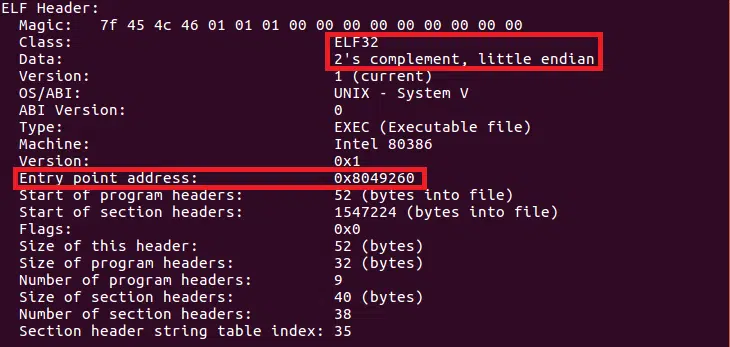 ELF Header:
  Magic:   7f 45 4c 46 01 01 01 00 00 00 00 00 00 00 00 00
  Class:                             ELF32
  Data:                              2's complement, little endian
  Version:                           1 (current)
  OS/ABI:                            UNIX - System V
  ABI Version:                       0
  Type:                              EXEC (Executable file)
  Machine:                           Intel 80386
  Version:                           0x1
  Entry point address:               0x8049260
  Start of program headers:          52 (bytes into file)
  Start of section headers:          1547224 (bytes into file)
  Flags:                             0x0
  Size of this header:               52 (bytes)
  Size of program headers:           32 (bytes)
  Number of program headers:         9
  Size of section headers:           40 (bytes)
  Number of section headers:         38
  Section header string table index: 35